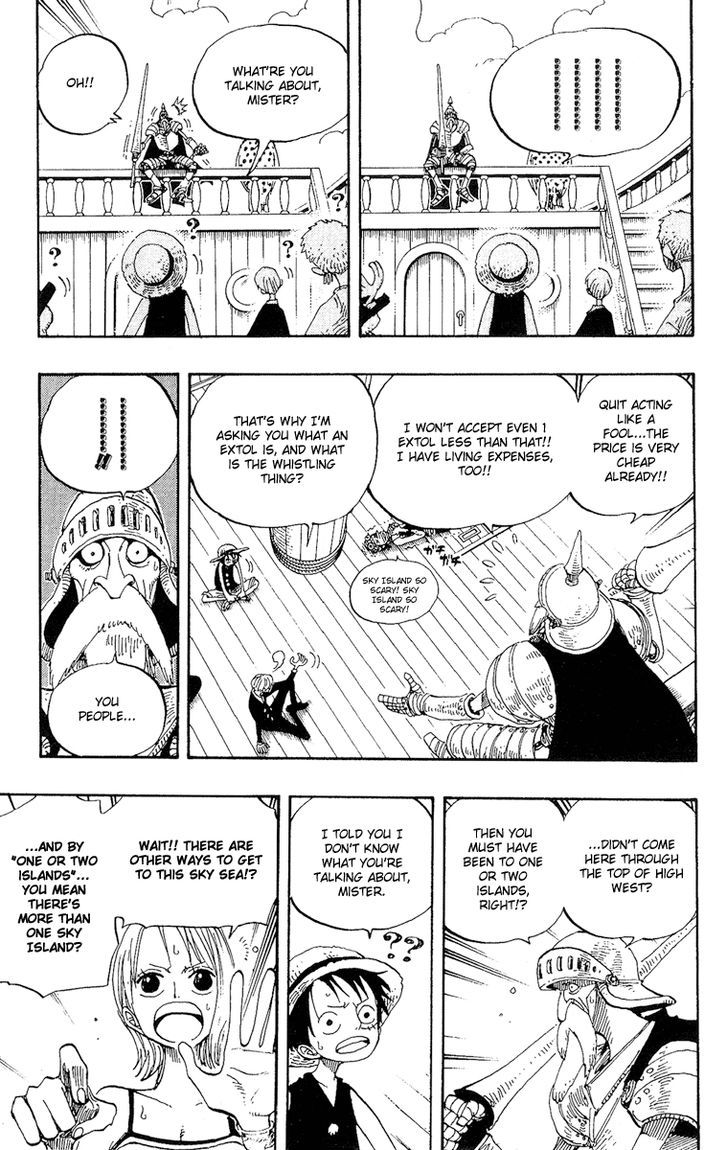 ............
WHAT'RE YOU
TALKING ABOUT,
MISTER?
OH!!
?
?
?
QUIT ACTING
LIKE A
FOOL...THE
PRICE IS VERY
CHEAP
ALREADY!!
I WON'T ACCEPT EVEN 1
EXTOL LESS THAN THAT!!
I HAVE LIVING EXPENSES,
TOO!!
ガチ
ガチ
SKY ISLAND SO
SCARY! SKY
ISLAND SO
SCARY!
THAT'S WHY I'M
ASKING YOU WHAT AN
EXTOL IS, AND WHAT
IS THE WHISTLING
THING?
......!!
YOU
PEOPLE...
...DIDN'T COME
HERE THROUGH
THE TOP OF HIGH
WEST?
THEN YOU
MUST HAVE
BEEN TO ONE
OR TWO
ISLANDS,
RIGHT!?
I TOLD YOU I
DON'T KNOW
WHAT YOU'RE
TALKING ABOUT,
MISTER.
??
WAIT!! THERE ARE
OTHER WAYS TO GET
TO THIS SKY SEA!?
...AND BY
"ONE OR TWO
ISLANDS"...
YOU MEAN
THERE'S
MORE THAN
ONE SKY
ISLAND?